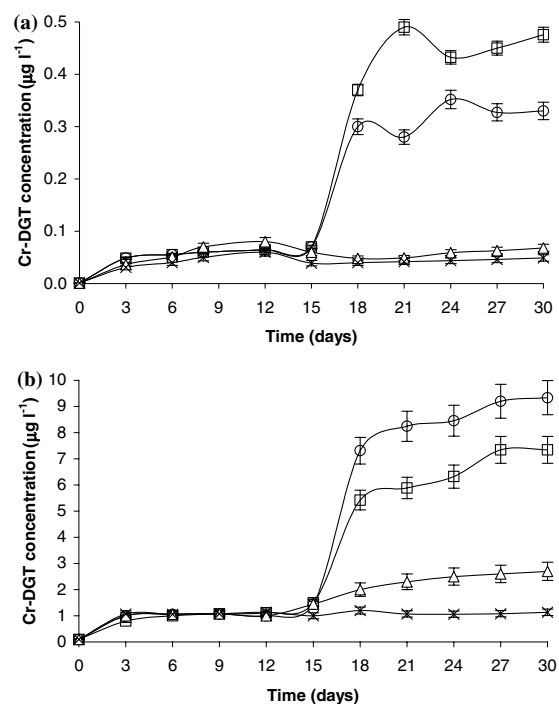 (a)
0.5
0.4
0.3
0.2
0.1
0.0
Cr-DGT concentration (µg l⁻¹)
0 3 6 9 12 15 18 21 24 27 30
Time (days)
(b)
10
9
8
7
6
5
4
3
2
1
0
Cr-DGT concentration (µg l⁻¹)
0 3 6 9 12 15 18 21 24 27 30
Time (days)